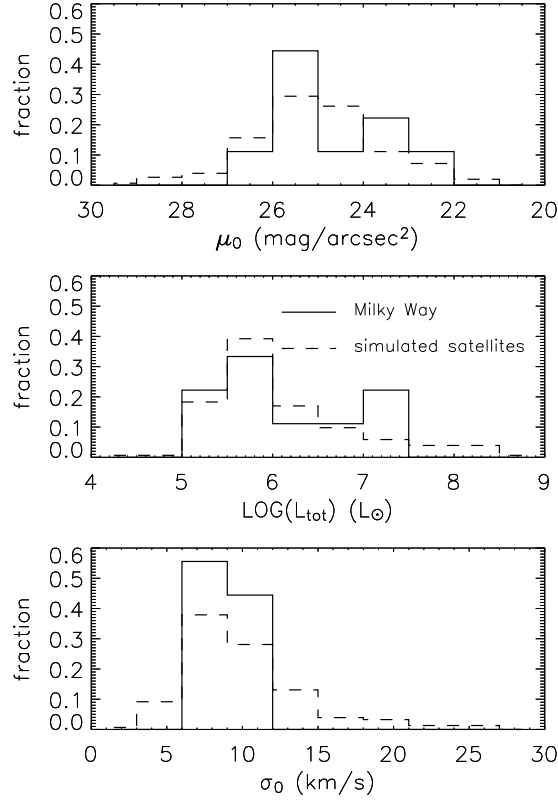 0.6
0.5
0.4
0.3
0.2
0.1
0.0
fraction
30 28 26 24 22 20
μ₀ (mag/arcsec²)
0.6
0.5
0.4
0.3
0.2
0.1
0.0
fraction
Milky Way
simulated satellites
4 5 6 7 8 9
LOG(L_tot) (L☉)
0.6
0.5
0.4
0.3
0.2
0.1
0.0
fraction
0 5 10 15 20 25 30
σ₀ (km/s)